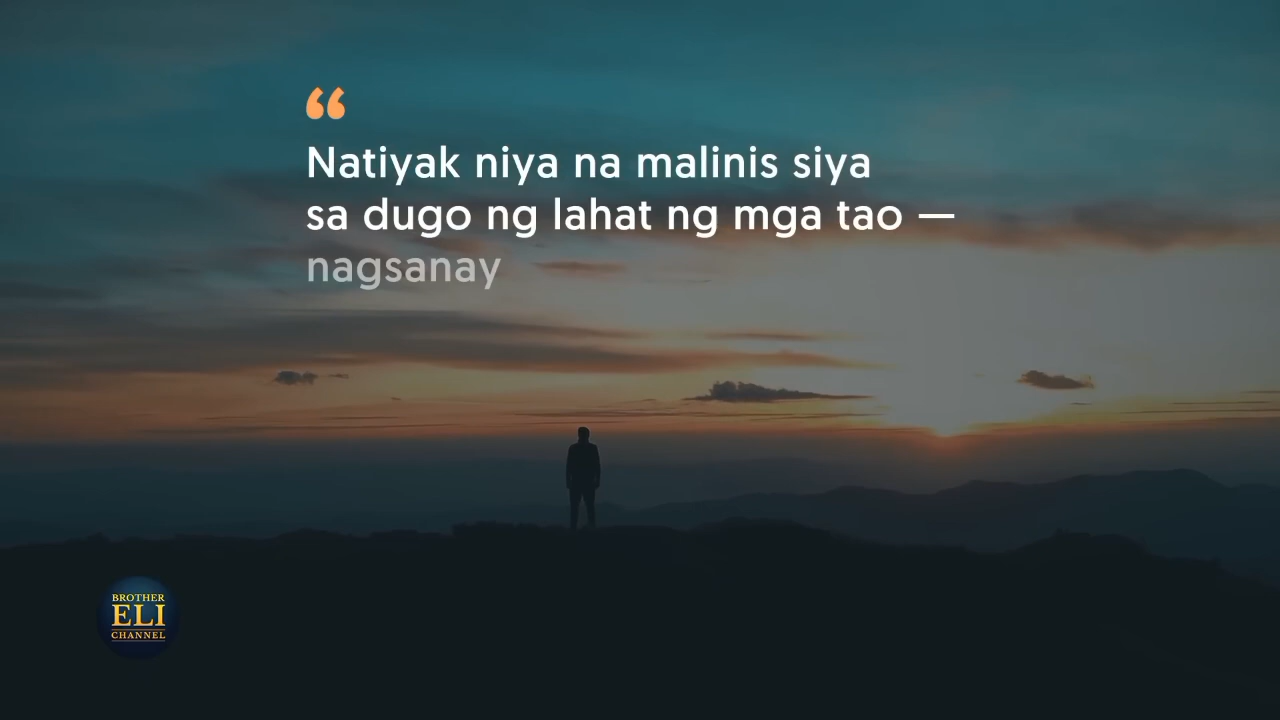 “
Natiyak niya na malinis siya
sa dugo ng lahat ng mga tao —
nagsanay
BROTHER
ELI
CHANNEL